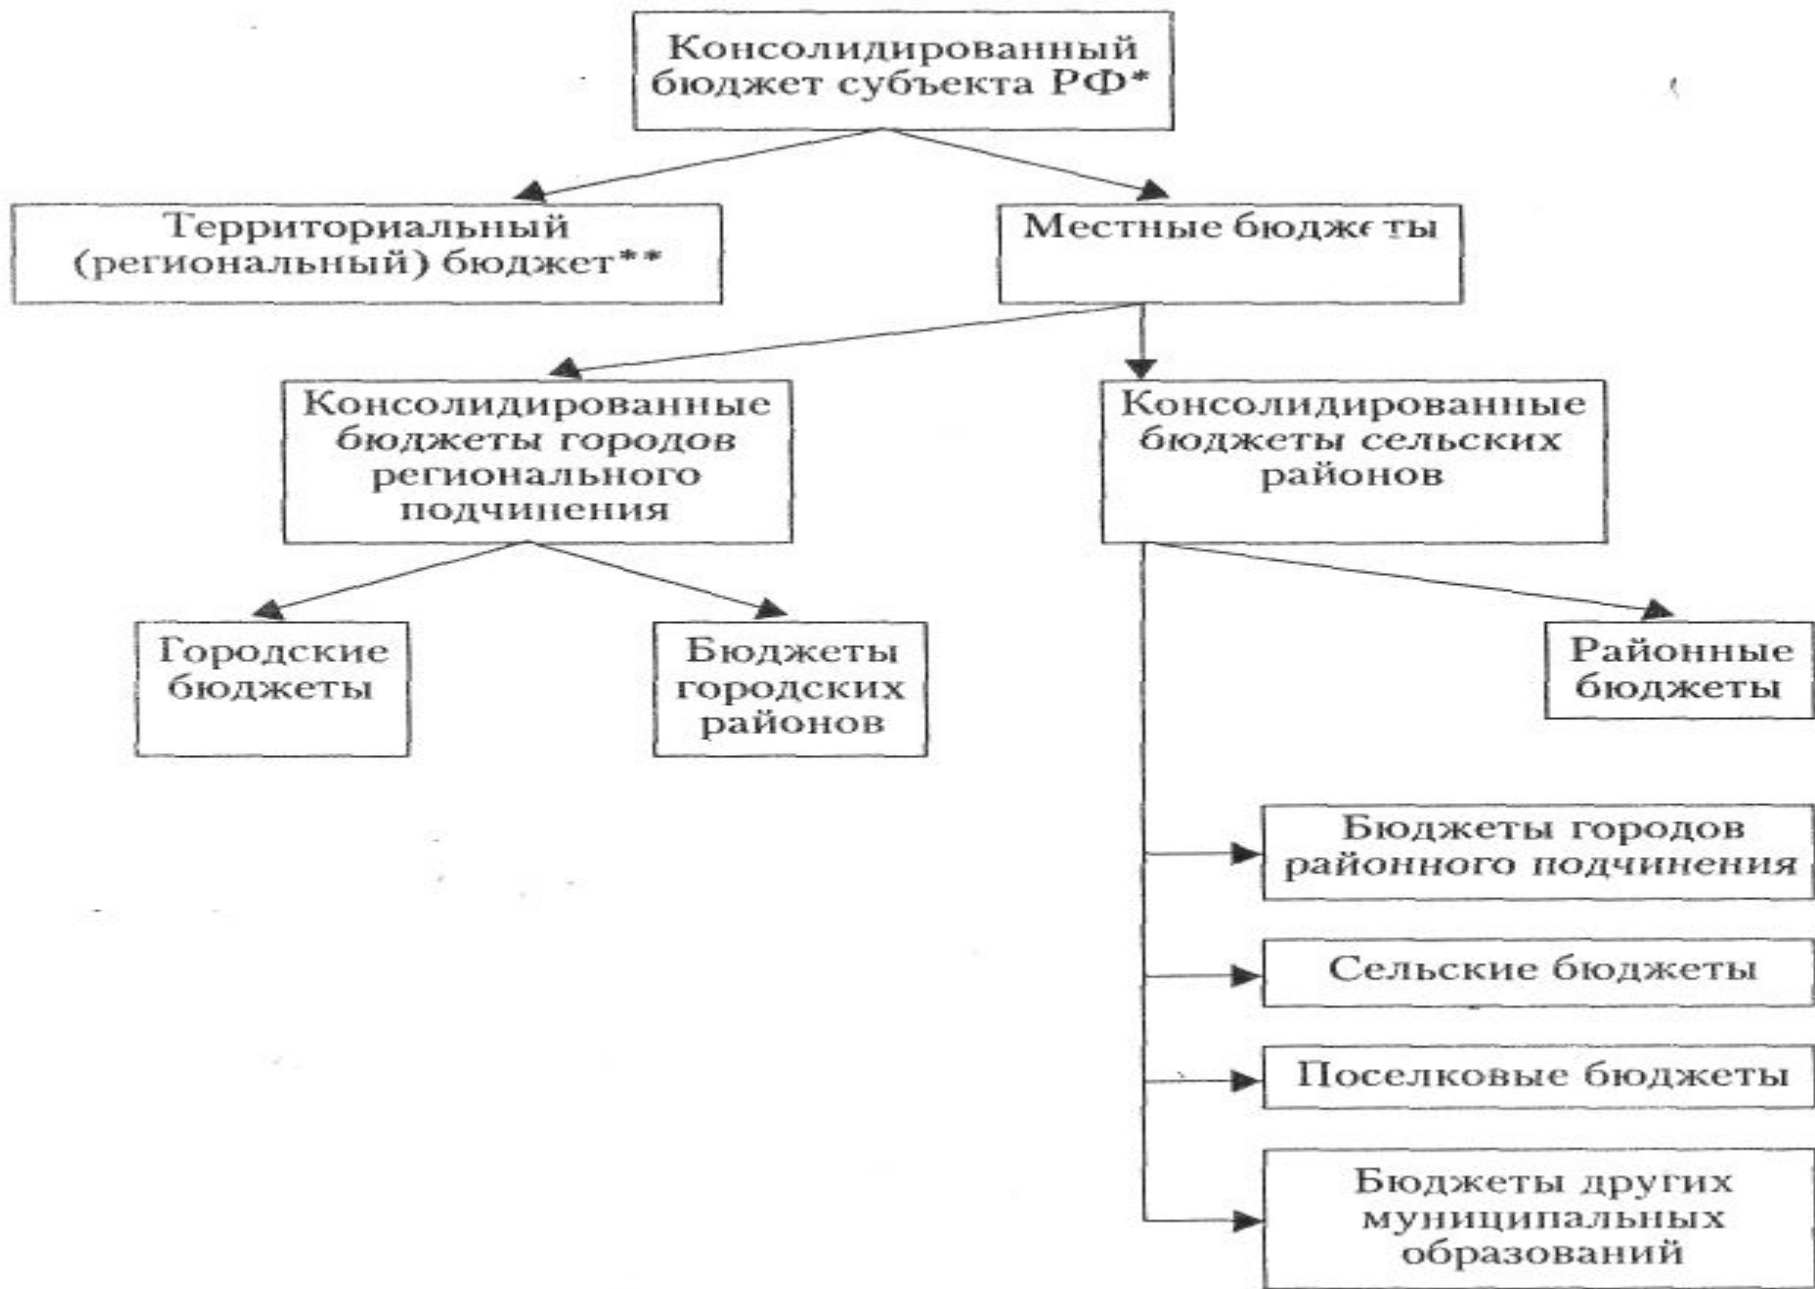 Консолидированный
бюджет субъекта РФ*
Территориальный
(региональный) бюджет**
Местные бюджеты
Консолидированные
бюджеты городов
регионального
подчинения
Консолидированные
бюджеты сельских
районов
Городские
бюджеты
Бюджеты
городских
районов
Районные
бюджеты
Бюджеты городов
районного подчинения
Сельские бюджеты
Поселковые бюджеты
Бюджеты других
муниципальных
образований